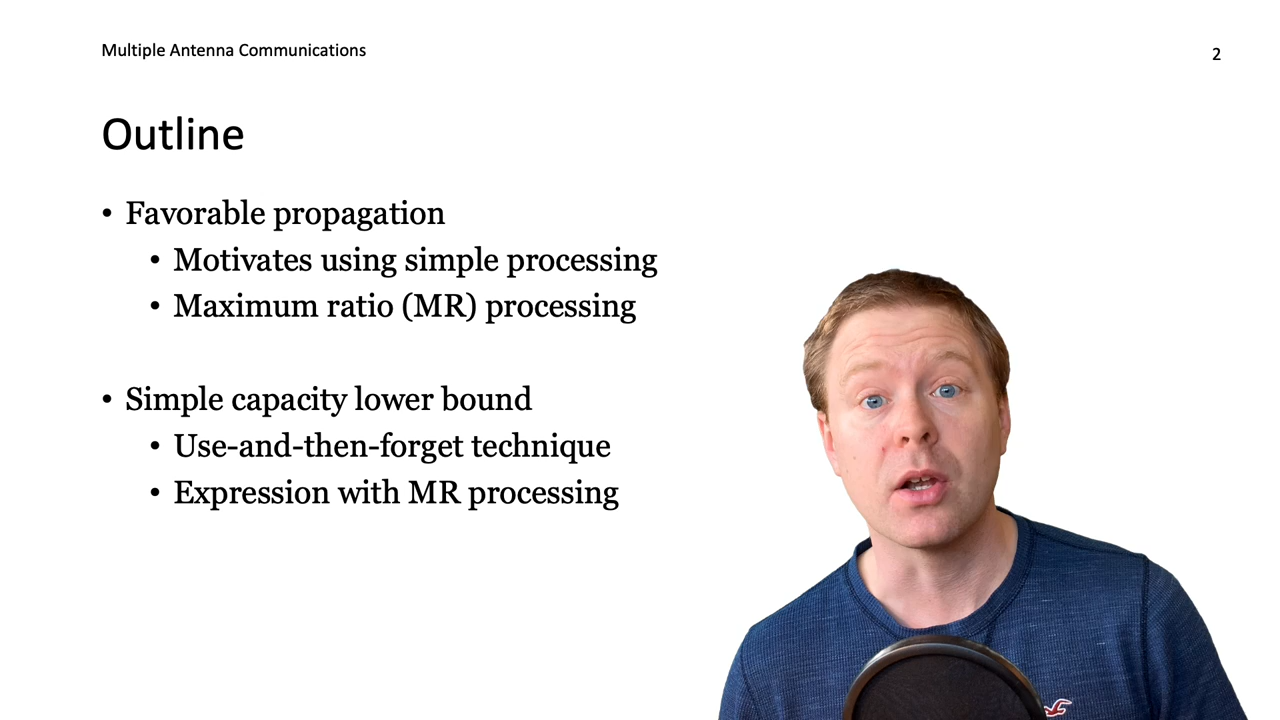 Multiple Antenna Communications
2
Outline
• Favorable propagation
• Motivates using simple processing
• Maximum ratio (MR) processing
• Simple capacity lower bound
• Use-and-then-forget technique
• Expression with MR processing